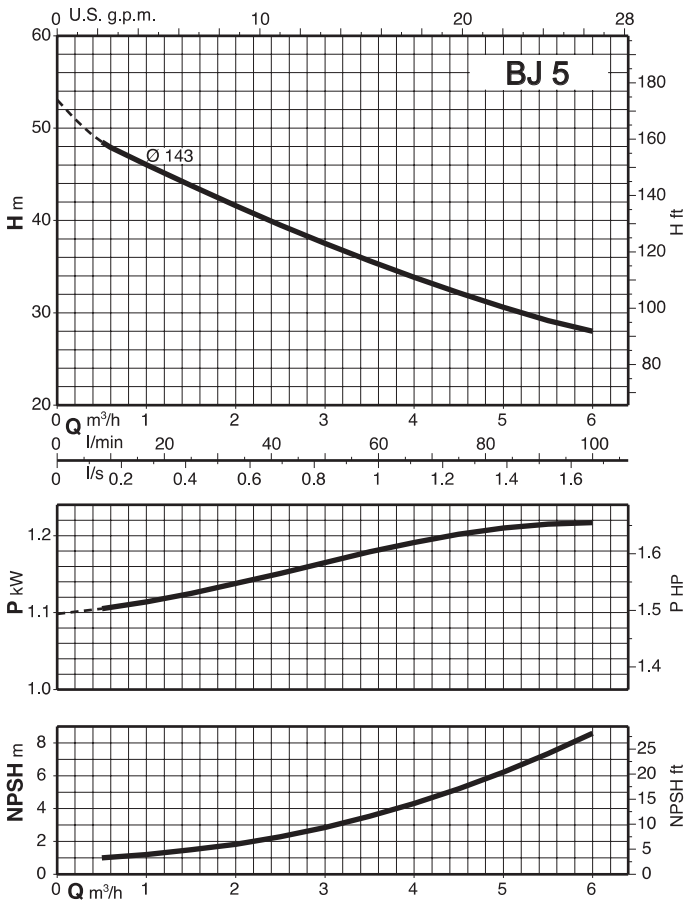 0 U.S. g.p.m. 10 20 28
60
BJ 5
180
50
160
Ø 143
H m
140
H ft
40
120
30
100
80
20
0 Q m³/h 1 2 3 4 5 6
0 l/min 20 40 60 80 100
0 l/s 0.2 0.4 0.6 0.8 1 1.2 1.4 1.6
1.2
1.6
P kW
P HP
1.1
1.5
1.4
1.0
8
25
NPSH m
6
20
NPSH ft
4
15
10
2
5
0
0
0 Q m³/h 1 2 3 4 5 6